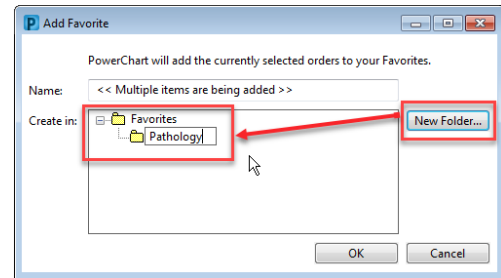 Add Favorite
PowerChart will add the currently selected orders to your Favorites.
Name: << Multiple items are being added >>
Create in: Favorites New Folder...
Pathology
OK Cancel